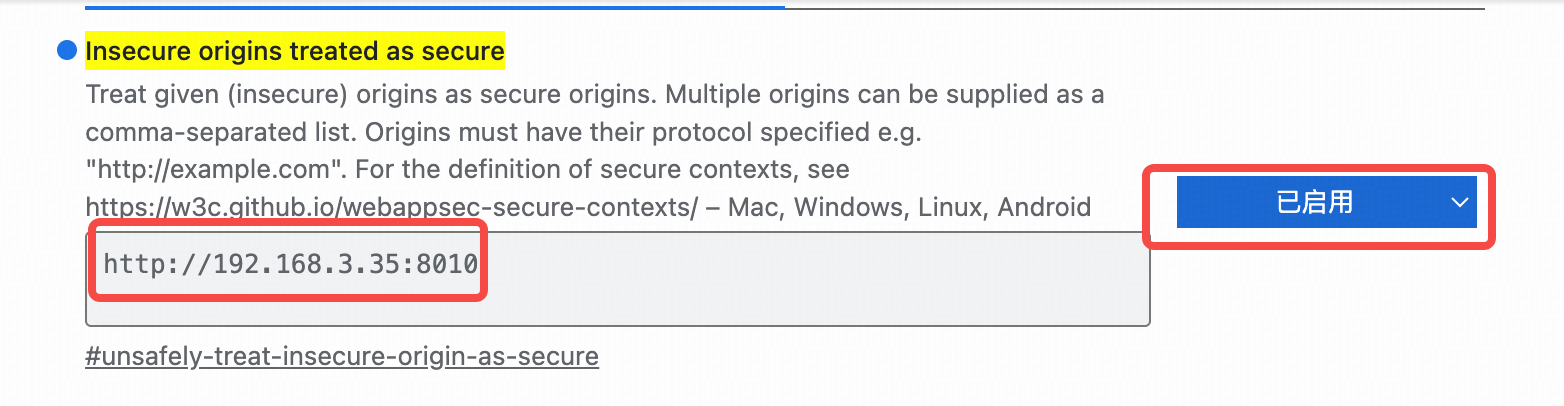 Insecure origins treated as secure
Treat given (insecure) origins as secure origins. Multiple origins can be supplied as a
comma-separated list. Origins must have their protocol specified e.g.
"http://example.com". For the definition of secure contexts, see
https://w3c.github.io/webappsec-secure-contexts/ – Mac, Windows, Linux, Android
已启用
http://192.168.3.35:8010
#unsafely-treat-insecure-origin-as-secure